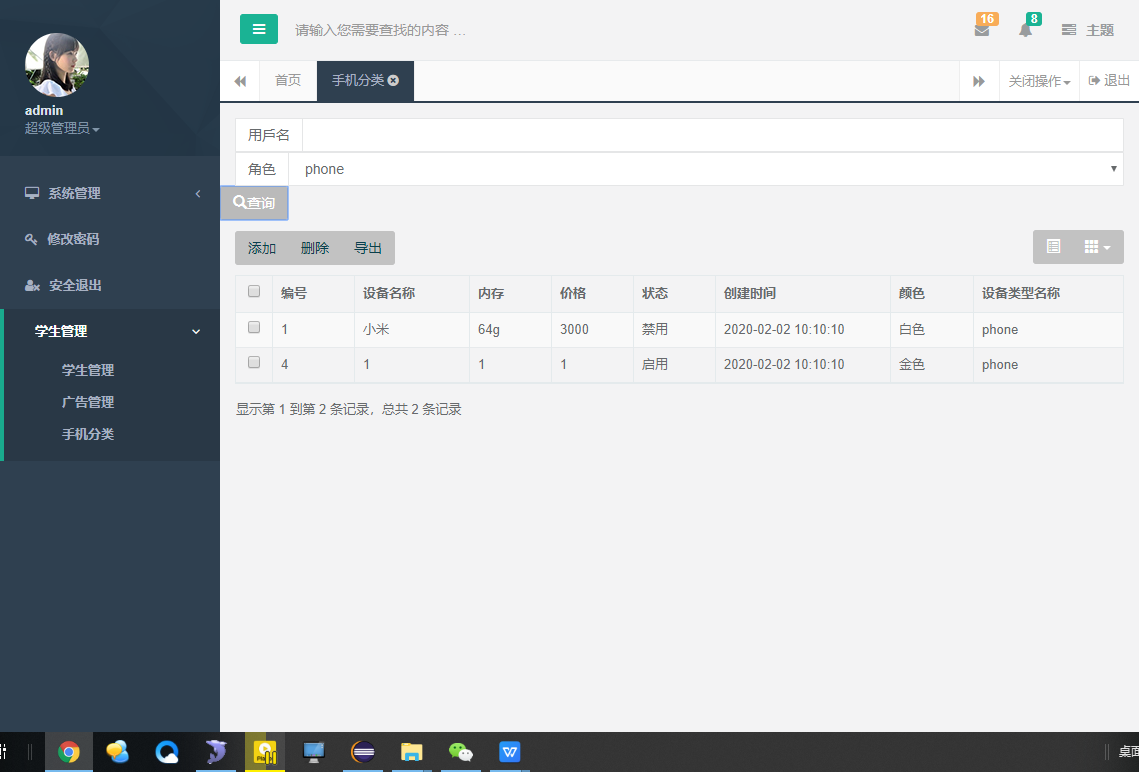 请输入您需要查找的内容 …
16
8
主题
admin
超级管理员
首页
手机分类
关闭操作
退出
系统管理
修改密码
安全退出
学生管理
学生管理
广告管理
手机分类
用戶名
角色 phone
查询
添加 删除 导出
编号 设备名称 内存 价格 状态 创建时间 颜色 设备类型名称
1 小米 64g 3000 禁用 2020-02-02 10:10:10 白色 phone
4 1 1 1 启用 2020-02-02 10:10:10 金色 phone
显示第 1 到第 2 条记录，总共 2 条记录
桌面